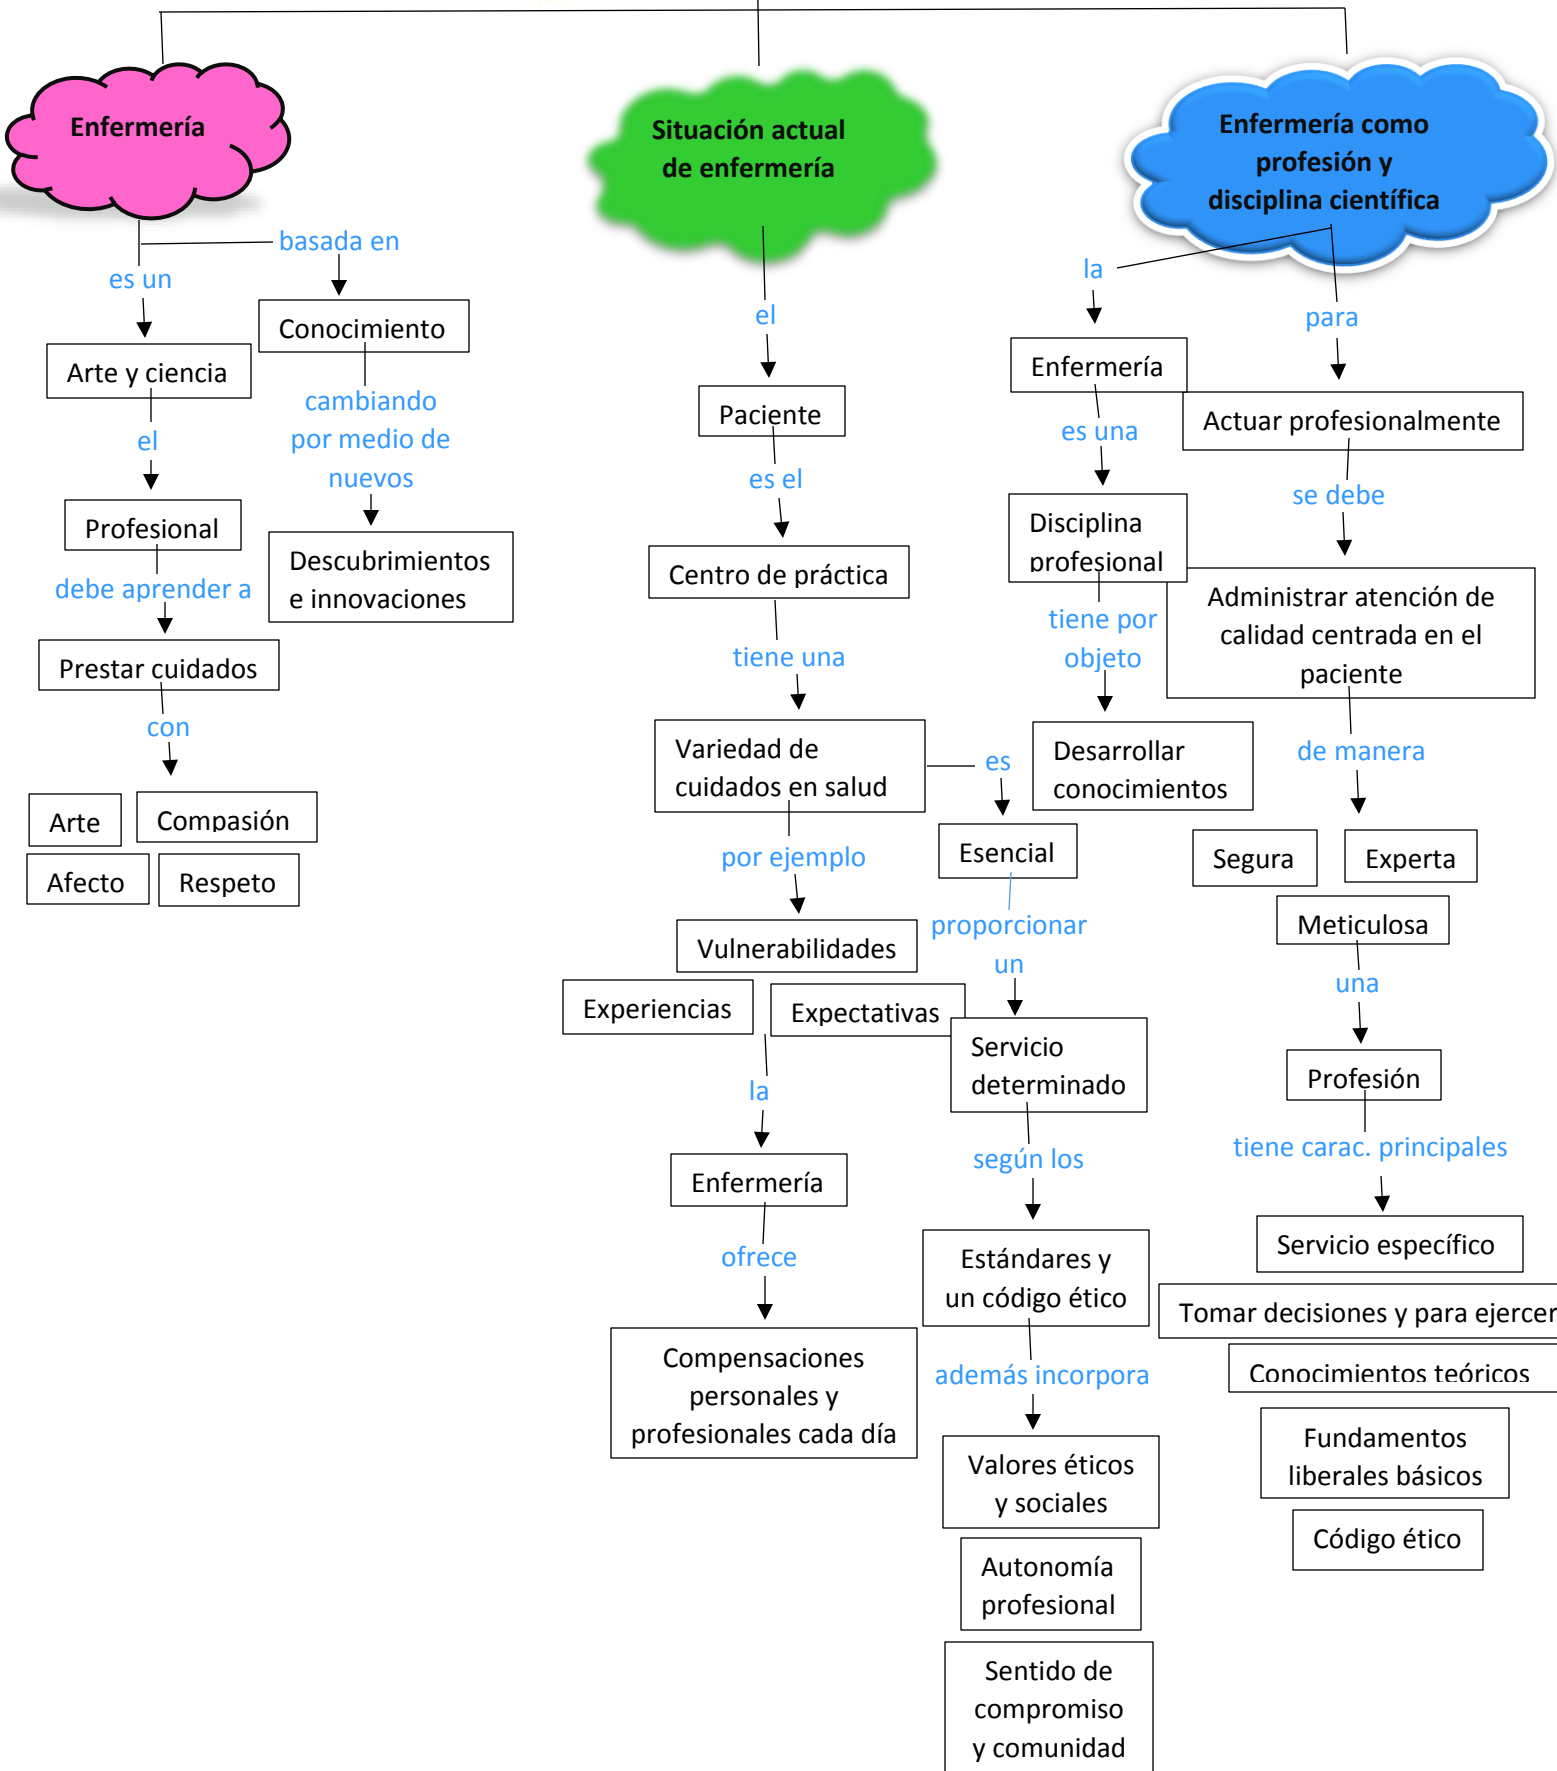 Enfermería
basada en
es un
Conocimiento
Arte y ciencia
cambiando
por medio de
nuevos
el
Profesional
Descubrimientos
e innovaciones
debe aprender a
Prestar cuidados
con
Arte
Compasión
Afecto
Respeto
Situación actual
de enfermería
el
Paciente
es el
Centro de práctica
tiene una
Variedad de
cuidados en salud
es
Esencial
por ejemplo
Vulnerabilidades
Experiencias
Expectativas
la
Enfermería
ofrece
Compensaciones
personales y
profesionales cada día
proporcionar
un
Servicio
determinado
según los
Estándares y
un código ético
además incorpora
Valores éticos
y sociales
Autonomía
profesional
Sentido de
compromiso
y comunidad
Enfermería como
profesión y
disciplina científica
la
Enfermería
es una
Disciplina
profesional
tiene por
objeto
Desarrollar
conocimientos
para
Actuar profesionalmente
se debe
Administrar atención de
calidad centrada en el
paciente
de manera
Segura
Experta
Meticulosa
una
Profesión
tiene carac. principales
Servicio específico
Tomar decisiones y para ejercer
Conocimientos teóricos
Fundamentos
liberales básicos
Código ético